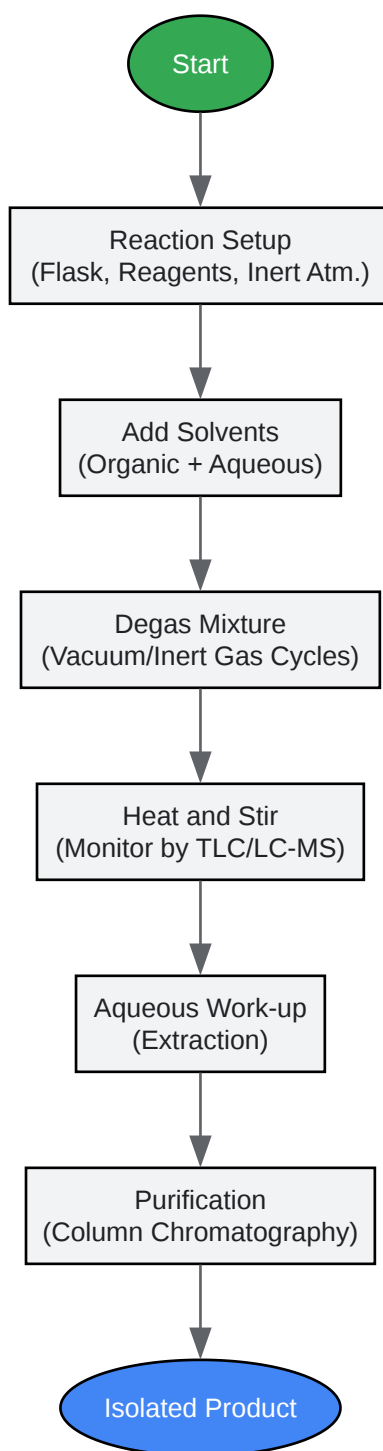 Start
Reaction Setup
(Flask, Reagents, Inert Atm.)
Add Solvents
(Organic + Aqueous)
Degas Mixture
(Vacuum/Inert Gas Cycles)
Heat and Stir
(Monitor by TLC/LC-MS)
Aqueous Work-up
(Extraction)
Purification
(Column Chromatography)
Isolated Product